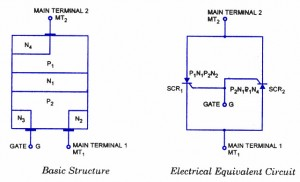 MAIN TERMINAL 2
MT2
N4
P1
N1
P2
N3
N2
GATE G
MAIN TERMINAL 1
MT1
Basic Structure
MAIN TERMINAL 2
MT2
P1N1P2N2
SCR1
P2N1P1N4
SCR2
GATE G
MAIN TERMINAL 1
MT1
Electrical Equivalent Circuit